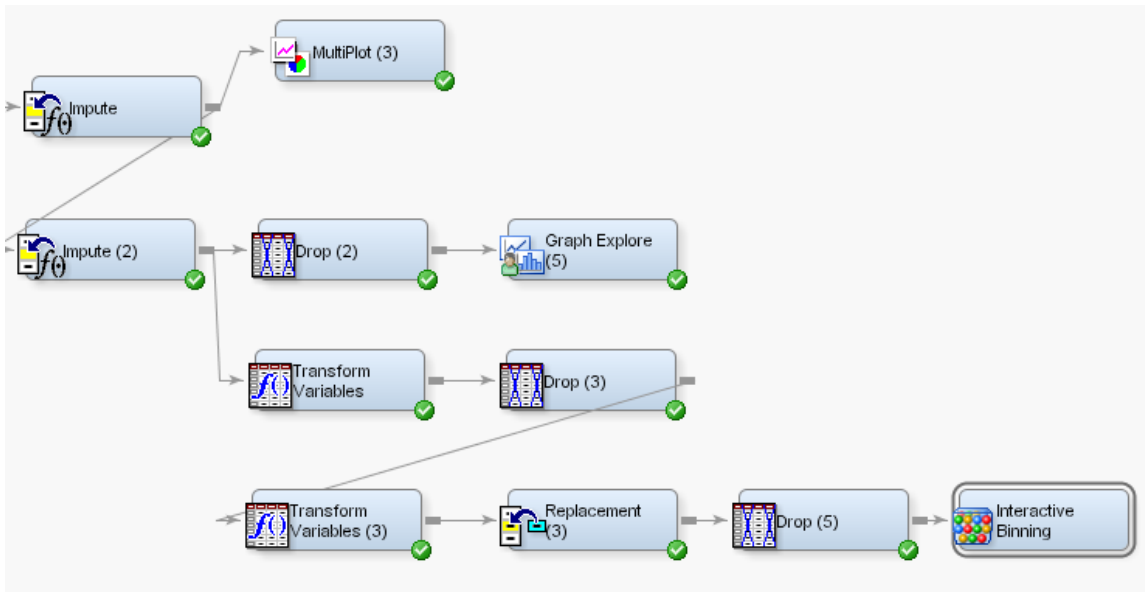 MultiPlot (3)
Impute
Impute (2)
Drop (2)
Graph Explore
(5)
Transform
Variables
Drop (3)
Transform
Variables (3)
Replacement
(3)
Drop (5)
Interactive
Binning